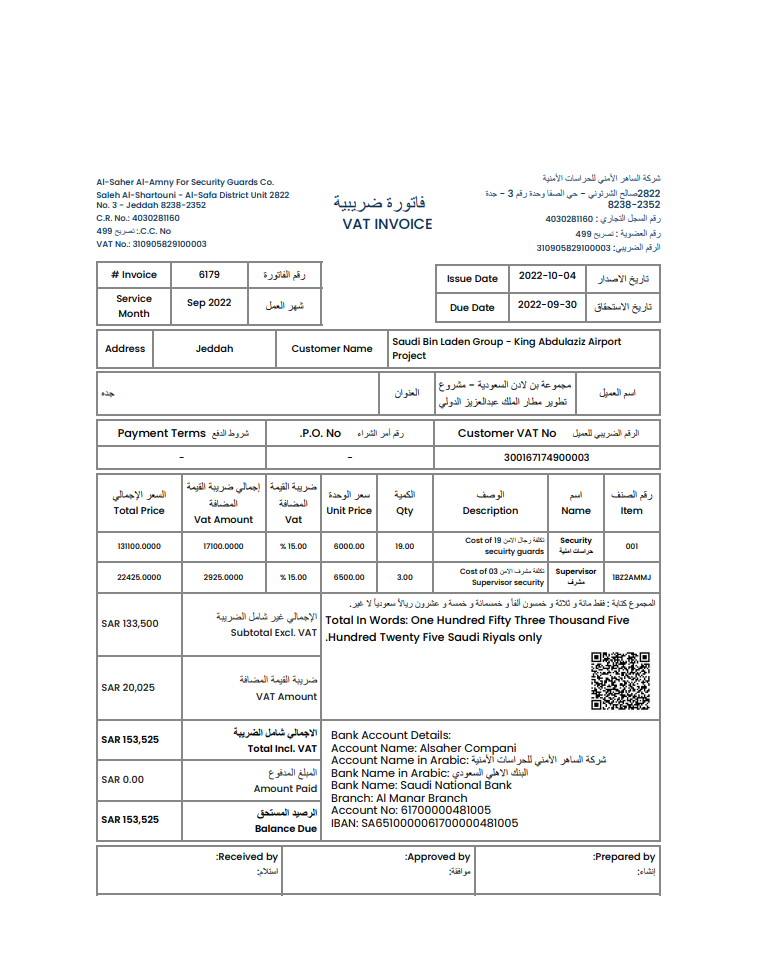 Al-Saher Al-Amny For Security Guards Co.
Saleh Al-Shartouni - Al-Safa District Unit 2822
No. 3 - Jeddah 8238-2352
C.R. No.: 4030281160
499 تصريح :.C.C. No
VAT No.: 310905829100003
فاتورة ضريبية
VAT INVOICE
شركة الساهر الأمني للحراسات الأمنية
2822صالح الشرتوني - حي الصفا وحدة رقم 3 - جدة
8238-2352
رقم السجل التجاري : 4030281160
رقم العضوية : تصريح 499
الرقم الضريبي: 310905829100003
# Invoice 6179 رقم الفاتورة
Service Month Sep 2022 شهر العمل
Issue Date 2022-10-04 تاريخ الاصدار
Due Date 2022-09-30 تاريخ الاستحقاق
Address Jeddah Customer Name Saudi Bin Laden Group - King Abdulaziz Airport
Project
اسم العميل مجموعة بن لادن السعودية - مشروع
تطوير مطار الملك عبدالعزيز الدولي العنوان جده
Payment Terms شروط الدفع .P.O. No رقم أمر الشراء Customer VAT No الرقم الضريبي للعميل
- - 300167174900003
السعر الإجمالي إجمالي ضريبة القيمة المضافة ضريبة القيمة المضافة سعر الوحدة الكمية الوصف اسم رقم الصنف
Total Price Vat Amount Vat Unit Price Qty Description Name Item
131100.0000 17100.0000 % 15.00 6000.00 19.00 Cost of 19 تكلفة رجال الامن Security 001
secuirty guards حراسات امنية
22425.0000 2925.0000 % 15.00 6500.00 3.00 Cost of 03 تكلفة مشرف الامن Supervisor 1BZ2AMMJ
Supervisor security مشرف
المجموع كتابة : فقط مائة و ثلاثة و خمسون ألفاً و خمسمائة و خمسة و عشرون ريالاً سعودياً لا غير.
Total In Words: One Hundred Fifty Three Thousand Five
.Hundred Twenty Five Saudi Riyals only
SAR 133,500 الإجمالي غير شامل الضريبة
Subtotal Excl. VAT
SAR 20,025 ضريبة القيمة المضافة
VAT Amount
SAR 153,525 الاجمالي شامل الضريبة
Total Incl. VAT
SAR 0.00 المبلغ المدفوع
Amount Paid
SAR 153,525 الرصيد المستحق
Balance Due
Bank Account Details:
Account Name: Alsaher Compani
Account Name in Arabic: شركة الساهر الأمني للحراسات الأمنية
Bank Name in Arabic: البنك الاهلي السعودي
Bank Name: Saudi National Bank
Branch: Al Manar Branch
Account No: 61700000481005
IBAN: SA6510000061700000481005
:Received by :Approved by :Prepared by
استلام: موافقة: إنشاء: